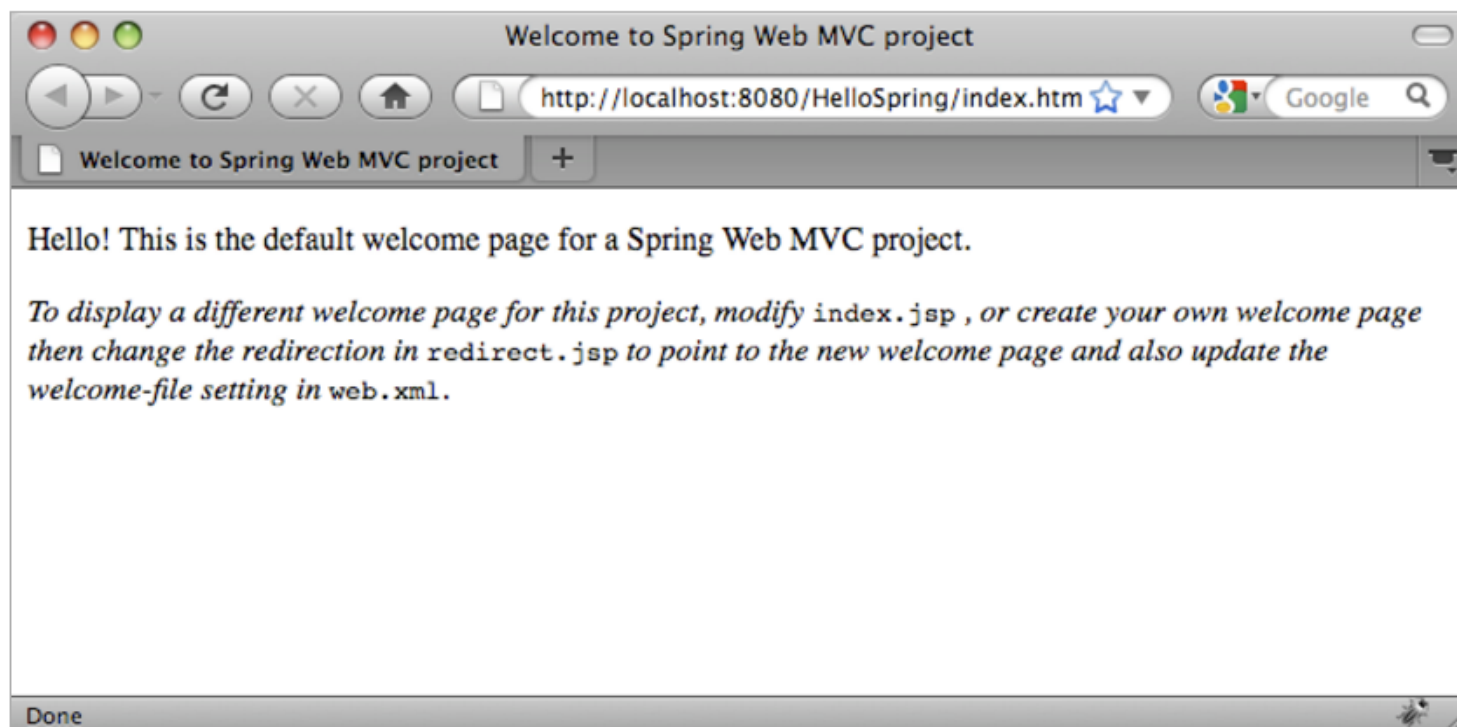 Welcome to Spring Web MVC project
http://localhost:8080/HelloSpring/index.htm
Google
Welcome to Spring Web MVC project
Hello! This is the default welcome page for a Spring Web MVC project.
To display a different welcome page for this project, modify index.jsp , or create your own welcome page
then change the redirection in redirect.jsp to point to the new welcome page and also update the
welcome-file setting in web.xml.
Done